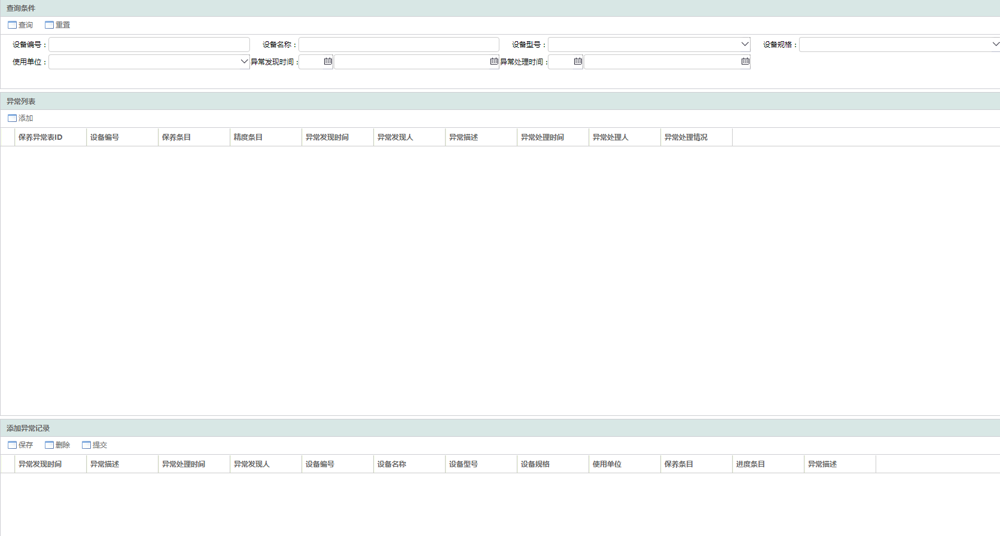 查询条件
查询 重置
设备编号： 设备名称： 设备型号： 设备规格：
使用单位： 异常发现时间： 异常处理时间：
异常列表
添加
保养异常表ID 设备编号 保养条目 精度条目 异常发现时间 异常发现人 异常描述 异常处理时间 异常处理人 异常处理情况
添加异常记录
保存 删除 提交
异常发现时间 异常描述 异常处理时间 异常发现人 设备编号 设备名称 设备型号 设备规格 使用单位 保养条目 进度条目 异常描述